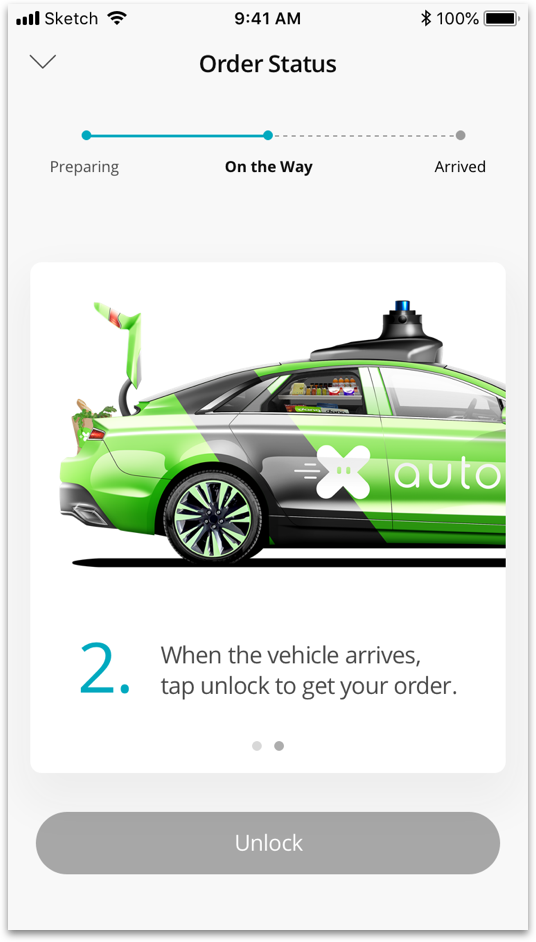 Sketch 9:41 AM 100%
Order Status
Preparing On the Way Arrived
auto
2. When the vehicle arrives,
tap unlock to get your order.
Unlock